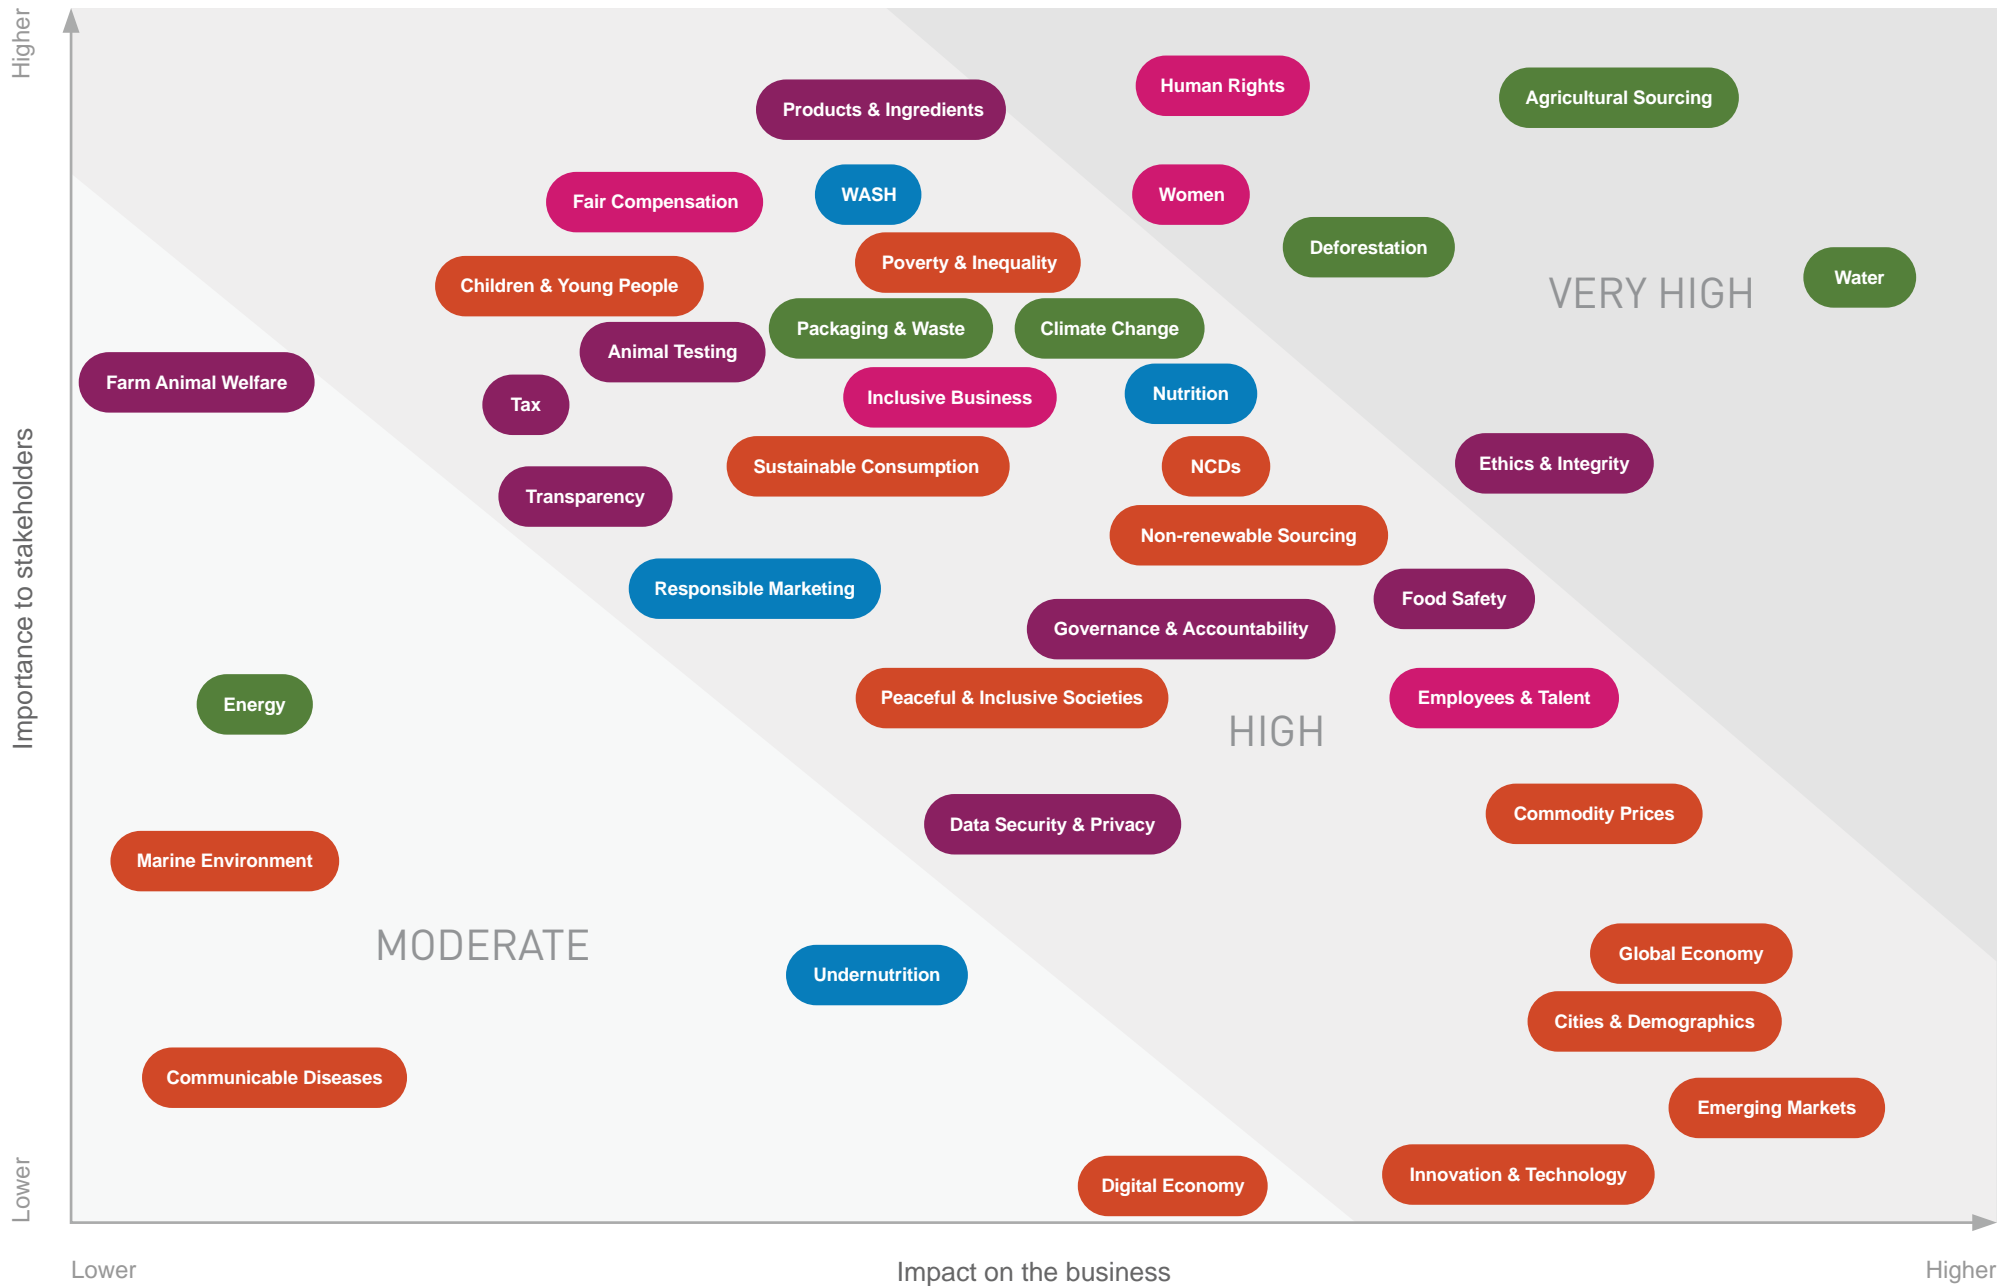 Higher
Human Rights
Agricultural Sourcing
Products & Ingredients
WASH
Women
Fair Compensation
Deforestation
Poverty & Inequality
Water
Children & Young People
VERY HIGH
Packaging & Waste
Climate Change
Animal Testing
Farm Animal Welfare
Nutrition
Inclusive Business
Tax
Ethics & Integrity
Sustainable Consumption
NCDs
Transparency
Non-renewable Sourcing
Importance to stakeholders
Responsible Marketing
Food Safety
Governance & Accountability
Peaceful & Inclusive Societies
Employees & Talent
Energy
HIGH
Commodity Prices
Data Security & Privacy
Marine Environment
MODERATE
Global Economy
Undernutrition
Cities & Demographics
Communicable Diseases
Emerging Markets
Innovation & Technology
Digital Economy
Lower
Lower
Impact on the business
Higher